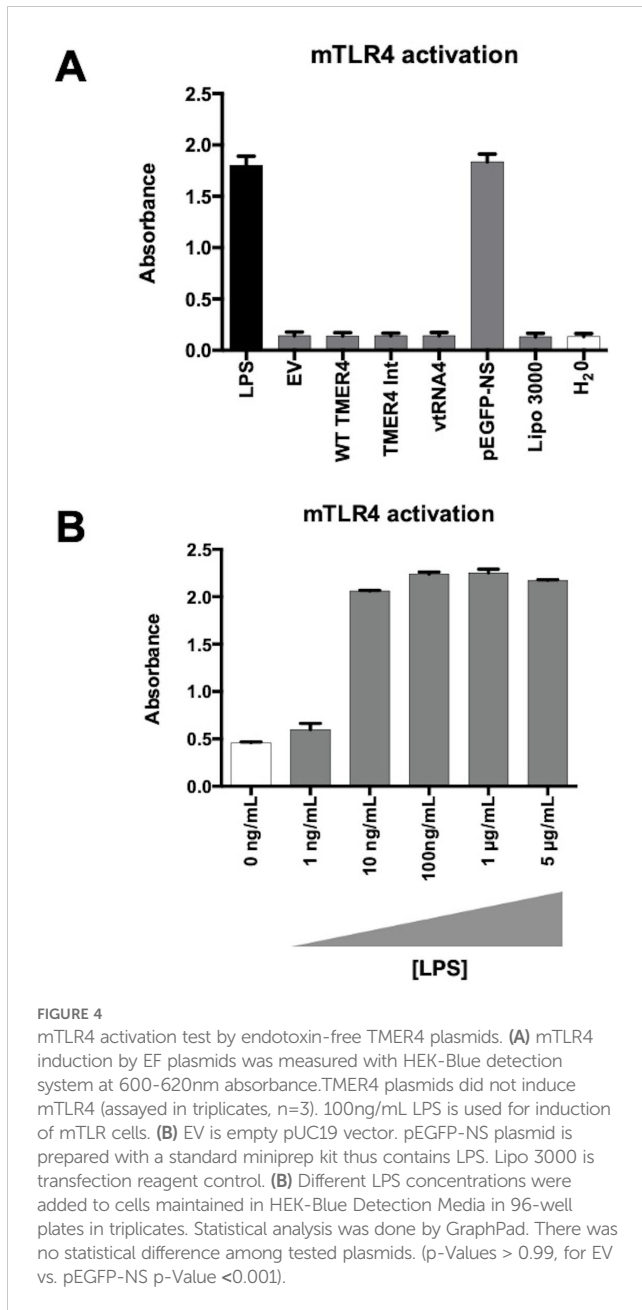 A
mTLR4 activation
Absorbance
2.5
2.0
1.5
1.0
0.5
0.0
LPS
EV
WT TMER4
TMER4 Int
vtRNA4
pEGFP-NS
Lipo 3000
H20
B
mTLR4 activation
Absorbance
2.5
2.0
1.5
1.0
0.5
0.0
0 ng/mL
1 ng/mL
10 ng/mL
100ng/mL
1 µg/mL
5 µg/mL
[LPS]
FIGURE 4
mTLR4 activation test by endotoxin-free TMER4 plasmids. (A) mTLR4
induction by EF plasmids was measured with HEK-Blue detection
system at 600-620nm absorbance.TMER4 plasmids did not induce
mTLR4 (assayed in triplicates, n=3). 100ng/mL LPS is used for induction
of mTLR cells. (B) EV is empty pUC19 vector. pEGFP-NS plasmid is
prepared with a standard miniprep kit thus contains LPS. Lipo 3000 is
transfection reagent control. (B) Different LPS concentrations were
added to cells maintained in HEK-Blue Detection Media in 96-well
plates in triplicates. Statistical analysis was done by GraphPad. There was
no statistical difference among tested plasmids. (p-Values > 0.99, for EV
vs. pEGFP-NS p-Value <0.001).